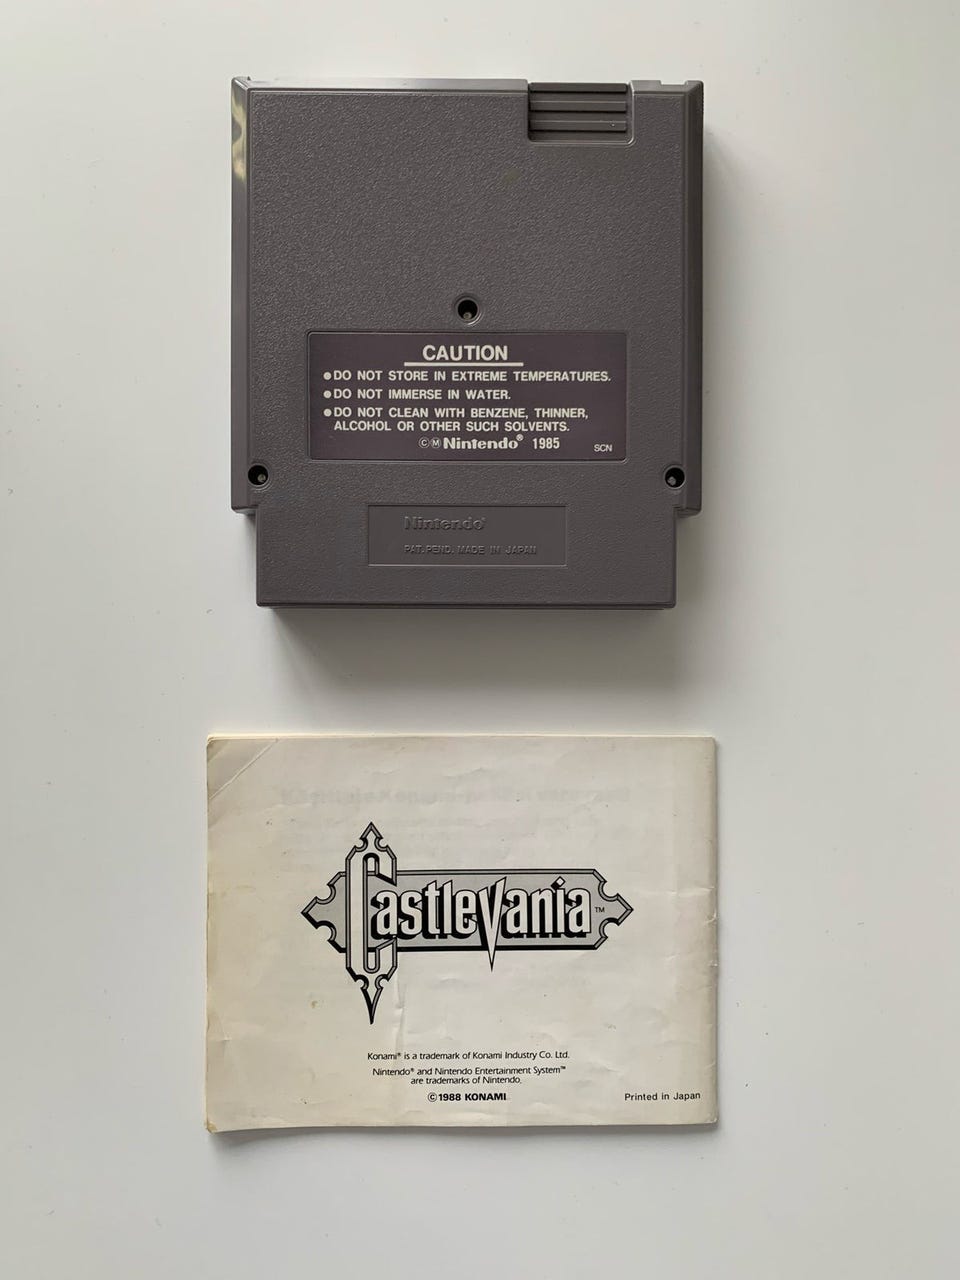 CAUTION
●DO NOT STORE IN EXTREME TEMPERATURES.
●DO NOT IMMERSE IN WATER.
●DO NOT CLEAN WITH BENZENE, THINNER,
ALCOHOL OR OTHER SUCH SOLVENTS.
©Ⓜ Nintendo® 1985
SCN
Nintendo®
PAT. PEND. MADE IN JAPAN
Castlevania™
Konami® is a trademark of Konami Industry Co. Ltd.
Nintendo® and Nintendo Entertainment System™
are trademarks of Nintendo.
©1988 KONAMI
Printed in Japan